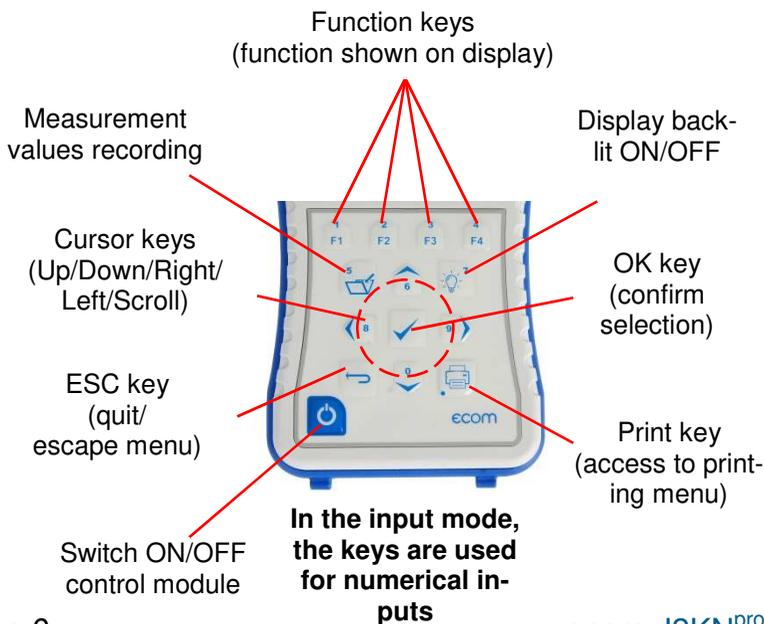 Function keys
(function shown on display)
Measurement
values recording
Display back-
lit ON/OFF
Cursor keys
(Up/Down/Right/
Left/Scroll)
OK key
(confirm
selection)
ESC key
(quit/
escape menu)
Print key
(access to print-
ing menu)
Switch ON/OFF
control module
1 2 3 4
F1 F2 F3 F4
5 6 7
8 9
0
ecom
In the input mode,
the keys are used
for numerical in-
puts